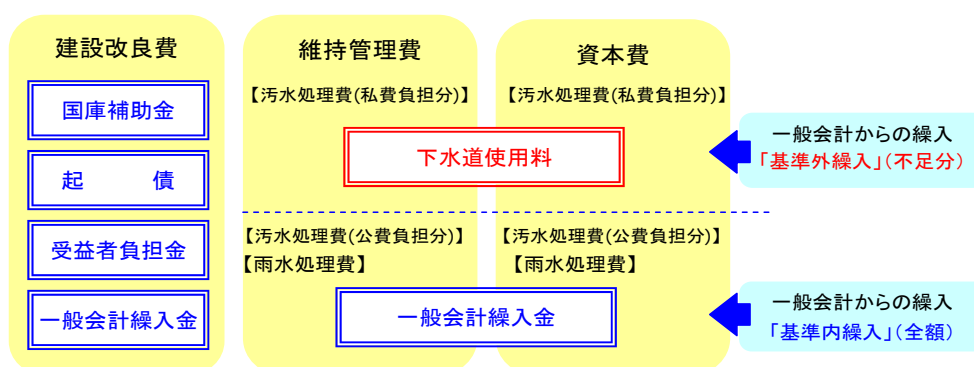 建設改良費
国庫補助金
起　　債
受益者負担金
一般会計繰入金
維持管理費
資本費
【汚水処理費(私費負担分)】
【汚水処理費(私費負担分)】
下水道使用料
一般会計からの繰入
「基準外繰入」(不足分)
【汚水処理費(公費負担分)】
【雨水処理費】
【汚水処理費(公費負担分)】
【雨水処理費】
一般会計繰入金
一般会計からの繰入
「基準内繰入」(全額)